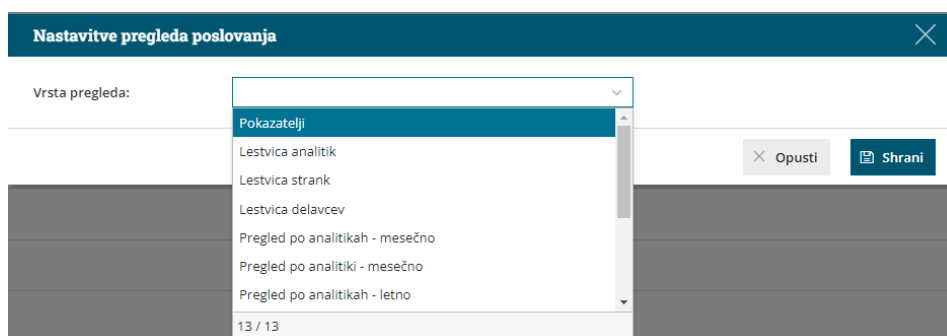 Nastavitve pregleda poslovanja
Vrsta pregleda:
Pokazatelji
Lestvica analitik
Lestvica strank
Lestvica delavcev
Pregled po analitikah - mesečno
Pregled po analitiki - mesečno
Pregled po analitikah - letno
13 / 13
Opusti
Shrani